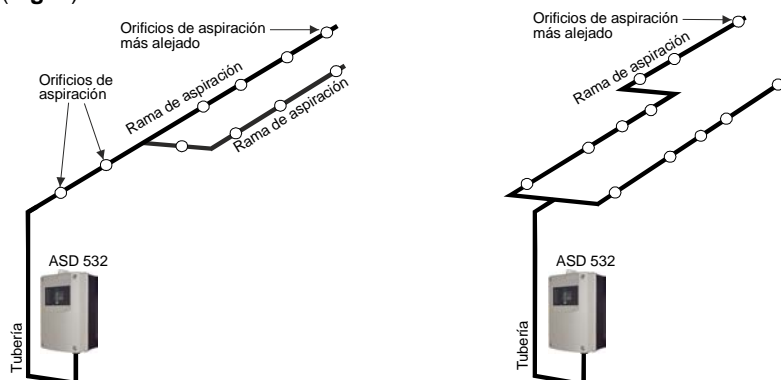 Orificios de aspiración
más alejado
Orificios de
aspiración
Rama de aspiración
Rama de aspiración
ASD 532
Tubería
Orificios de aspiración
más alejado
Rama de aspiración
ASD 532
Tubería